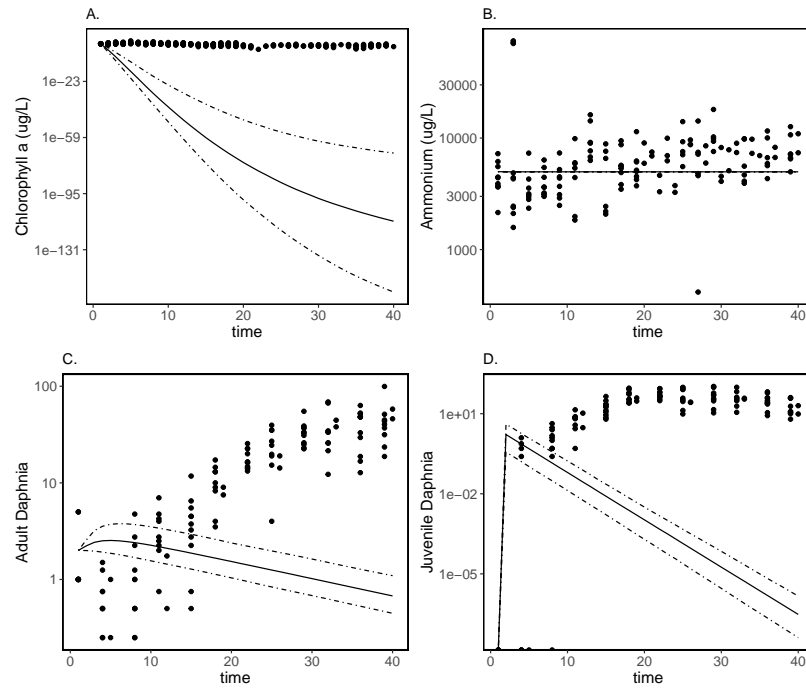 A.
Chlorophyll a (ug/L)
1e−23
1e−59
1e−95
1e−131
0
10
20
30
40
time
B.
Ammonium (ug/L)
30000
10000
3000
1000
0
10
20
30
40
time
C.
Adult Daphnia
100
10
1
0
10
20
30
40
time
D.
Juvenile Daphnia
1e+01
1e−02
1e−05
0
10
20
30
40
time